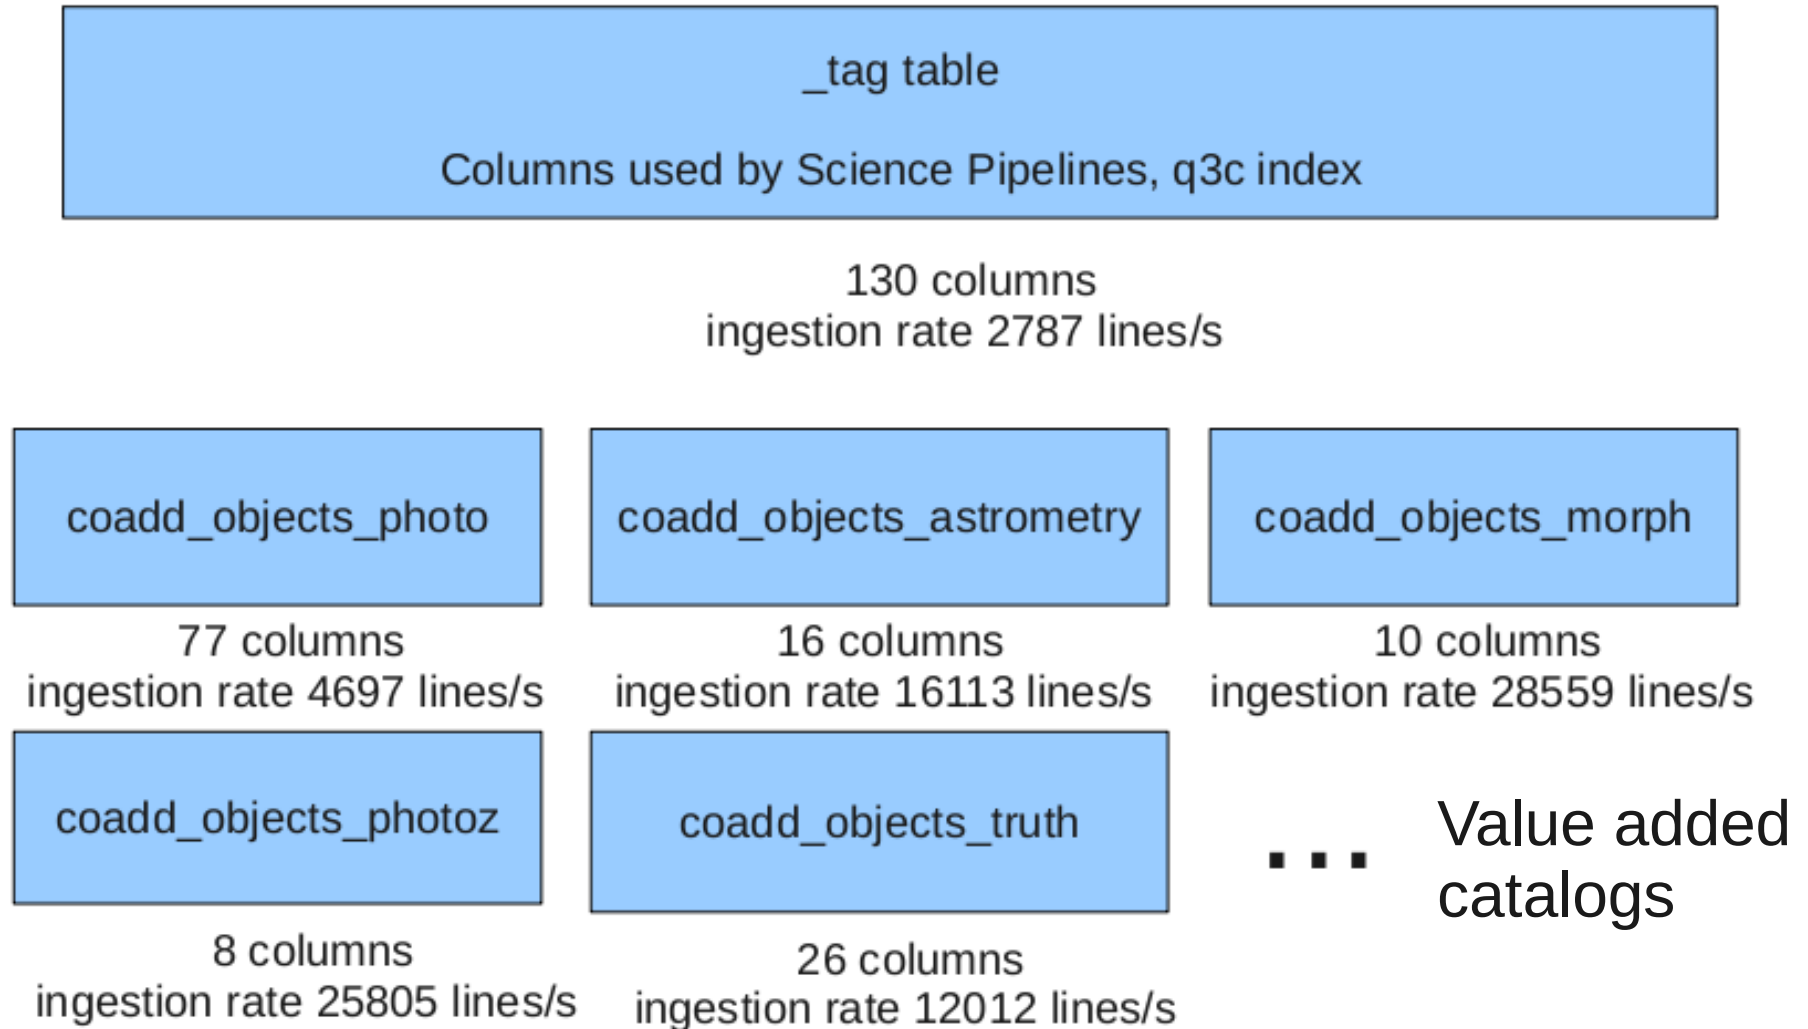 _tag table
Columns used by Science Pipelines, q3c index
130 columns
ingestion rate 2787 lines/s
coadd_objects_photo
77 columns
ingestion rate 4697 lines/s
coadd_objects_astrometry
16 columns
ingestion rate 16113 lines/s
coadd_objects_morph
10 columns
ingestion rate 28559 lines/s
coadd_objects_photoz
8 columns
ingestion rate 25805 lines/s
coadd_objects_truth
26 columns
ingestion rate 12012 lines/s
...
Value added
catalogs